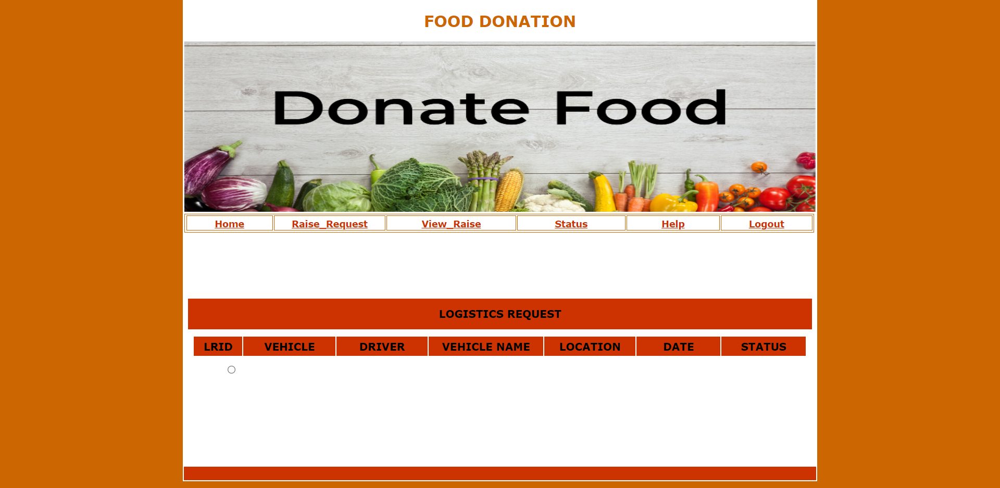 FOOD DONATION
Donate Food
Home Raise_Request View_Raise Status Help Logout
LOGISTICS REQUEST
LRID VEHICLE DRIVER VEHICLE NAME LOCATION DATE STATUS